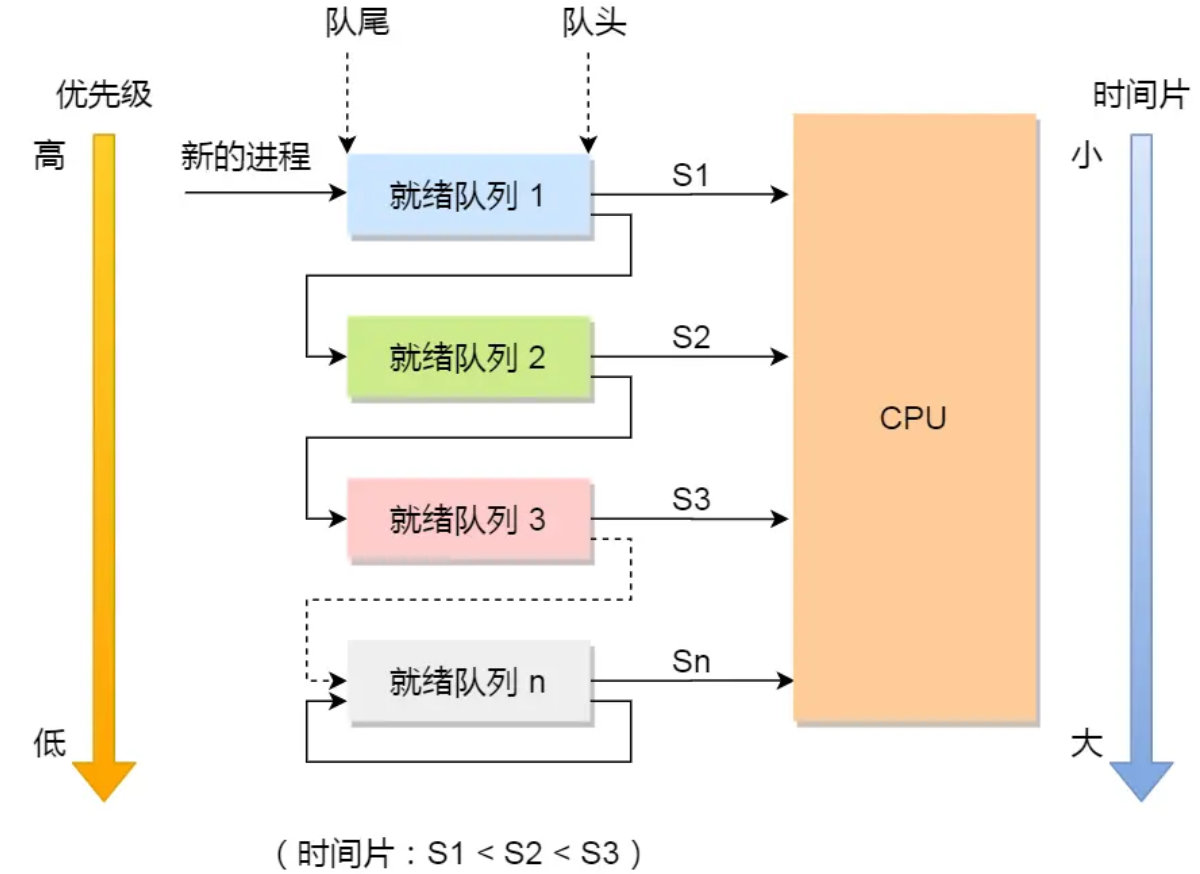 队尾
队头
优先级
时间片
高
新的进程
小
就绪队列 1
S1
就绪队列 2
S2
CPU
就绪队列 3
S3
就绪队列 n
Sn
低
大
（时间片：S1 < S2 < S3）